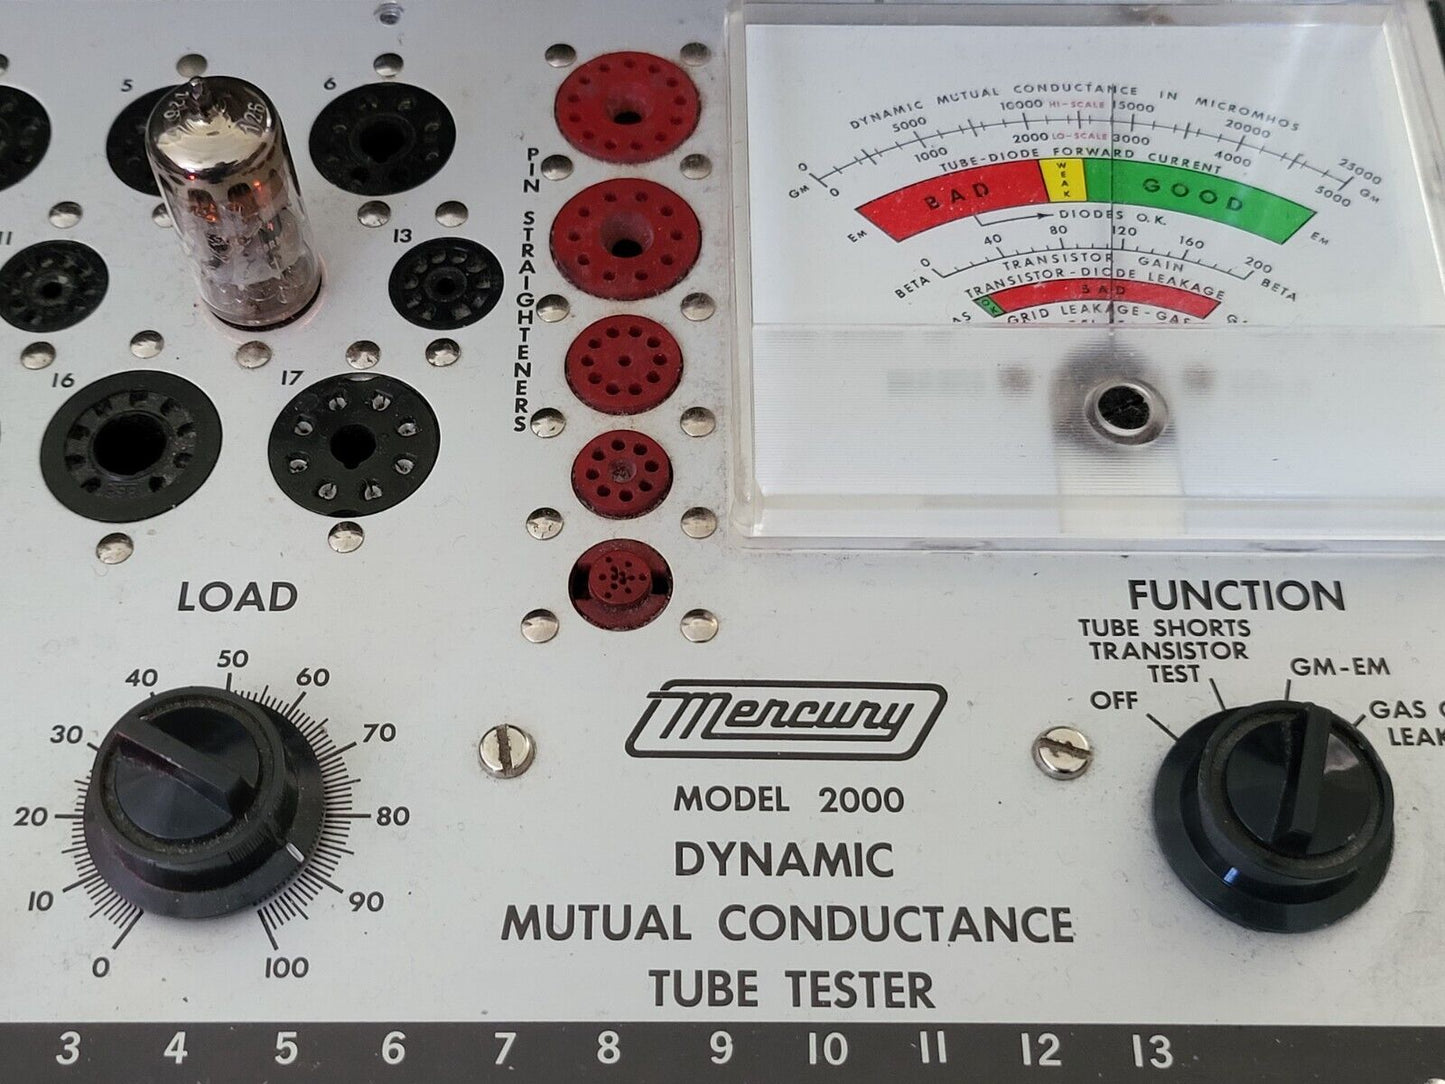 5
6
11
13
16
17
PIN STRAIGHTENERS
DYNAMIC MUTUAL CONDUCTANCE IN MICROMHOS
0 5000 10000 HI-SCALE 15000 20000 25000
GM 0 1000 2000 LO-SCALE 3000 4000 5000 GM
TUBE-DIODE FORWARD CURRENT
BAD WEAK GOOD
EM DIODES O.K. EM
0 40 80 120 160 200
BETA TRANSISTOR GAIN BETA
TRANSISTOR-DIODE LEAKAGE
OK BAD
GRID LEAKAGE-GAS
LOAD
0 10 20 30 40 50 60 70 80 90 100
FUNCTION
OFF
TUBE SHORTS
TRANSISTOR
TEST
GM-EM
GAS
LEAK
Mercury
MODEL 2000
DYNAMIC
MUTUAL CONDUCTANCE
TUBE TESTER
3 4 5 6 7 8 9 10 11 12 13